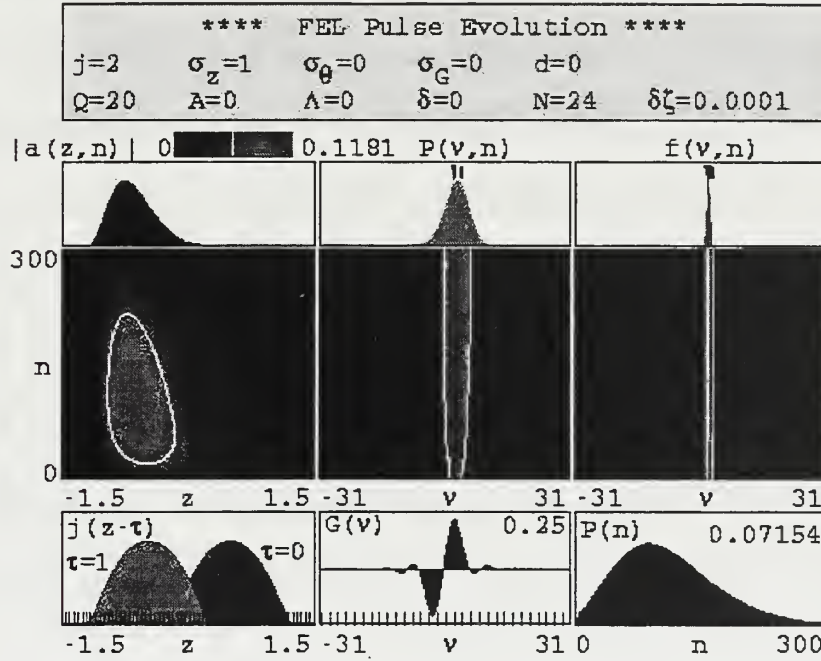 **** FEL Pulse Evolution ****
j=2 σz=1 σθ=0 σG=0 d=0
Q=20 A=0 Λ=0 δ=0 N=24 δζ=0.0001
|a(z,n)| 0 0.1181 P(ν,n) f(ν,n)
300
n
0
-1.5 z 1.5 -31 ν 31 -31 ν 31
j(z-τ) G(ν) 0.25 P(n) 0.07154
τ=1 τ=0
-1.5 z 1.5 -31 ν 31 0 n 300